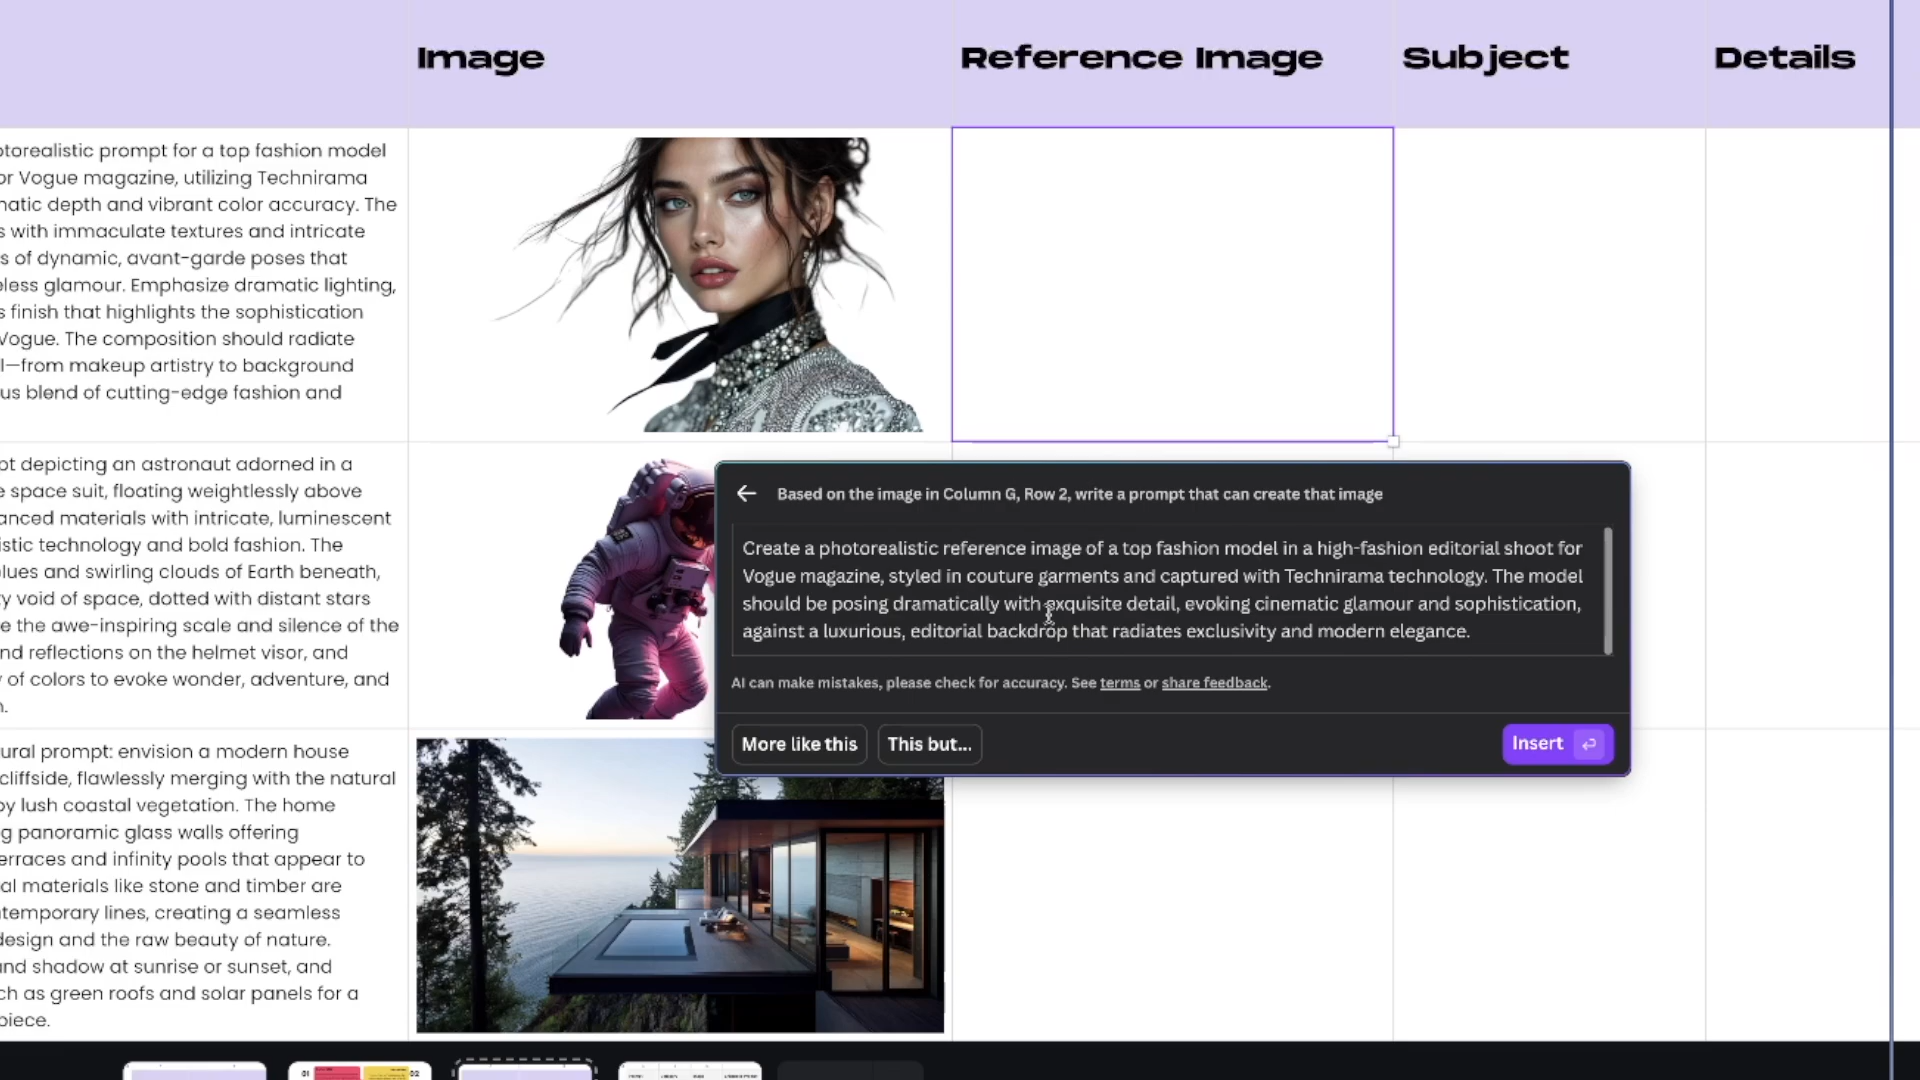 Image
Reference Image
Subject
Details
otorealistic prompt for a top fashion model
or Vogue magazine, utilizing Technirama
matic depth and vibrant color accuracy. The
s with immaculate textures and intricate
s of dynamic, avant-garde poses that
eless glamour. Emphasize dramatic lighting,
s finish that highlights the sophistication
Vogue. The composition should radiate
l—from makeup artistry to background
us blend of cutting-edge fashion and
pt depicting an astronaut adorned in a
e space suit, floating weightlessly above
anced materials with intricate, luminescent
istic technology and bold fashion. The
lues and swirling clouds of Earth beneath,
y void of space, dotted with distant stars
e the awe-inspiring scale and silence of the
nd reflections on the helmet visor, and
y of colors to evoke wonder, adventure, and
n.
ural prompt: envision a modern house
cliffside, flawlessly merging with the natural
by lush coastal vegetation. The home
g panoramic glass walls offering
erraces and infinity pools that appear to
al materials like stone and timber are
ntemporary lines, creating a seamless
design and the raw beauty of nature.
and shadow at sunrise or sunset, and
ch as green roofs and solar panels for a
piece.
Based on the image in Column G, Row 2, write a prompt that can create that image
Create a photorealistic reference image of a top fashion model in a high-fashion editorial shoot for
Vogue magazine, styled in couture garments and captured with Technirama technology. The model
should be posing dramatically with exquisite detail, evoking cinematic glamour and sophistication,
against a luxurious, editorial backdrop that radiates exclusivity and modern elegance.
AI can make mistakes, please check for accuracy. See terms or share feedback.
More like this
This but...
Insert
01
02